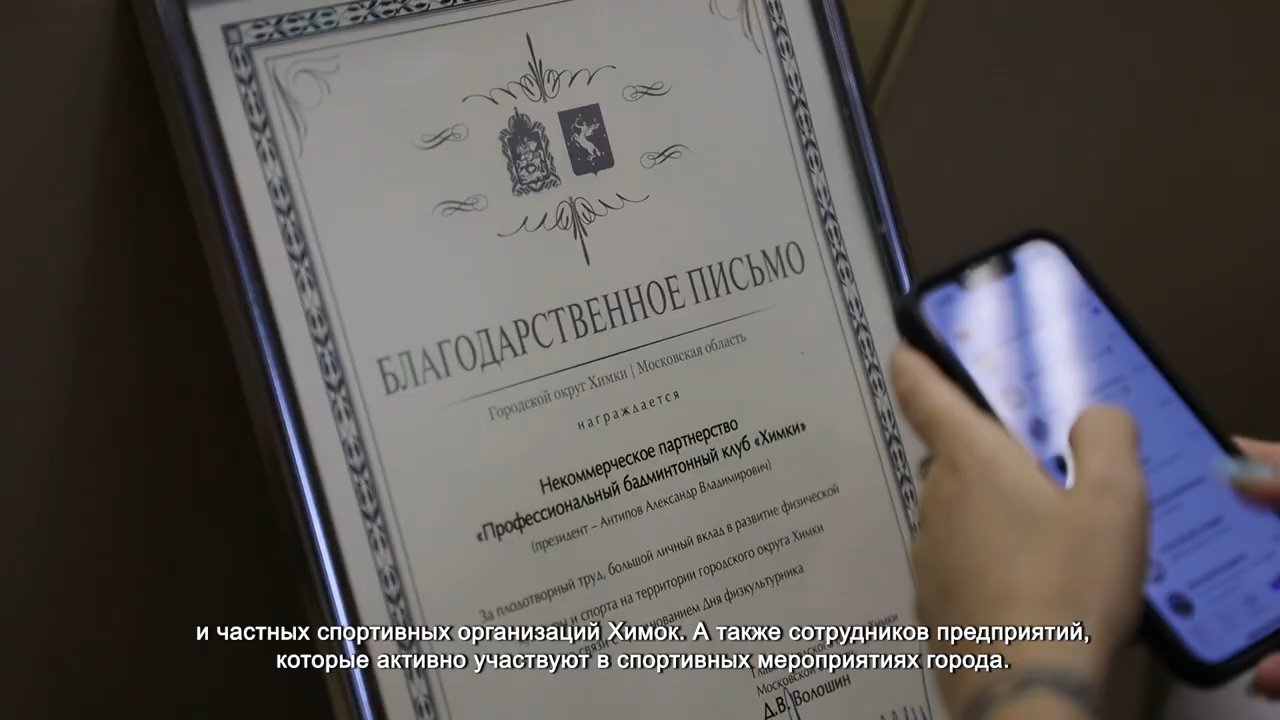 БЛАГОДАРСТВЕННОЕ ПИСЬМО
Городской округ Химки | Московская область
награждается
Некоммерческое партнерство
«Профессиональный бадминтонный клуб «Химки»
(президент – Антипов Александр Владимирович)
За плодотворный труд, большой личный вклад в развитие физической
и спорта на территории городского округа Химки
Дня физкультурника
и частных спортивных организаций Химок. А также сотрудников предприятий,
которые активно участвуют в спортивных мероприятиях города.
Химки
Московской
Д.В. Волошин